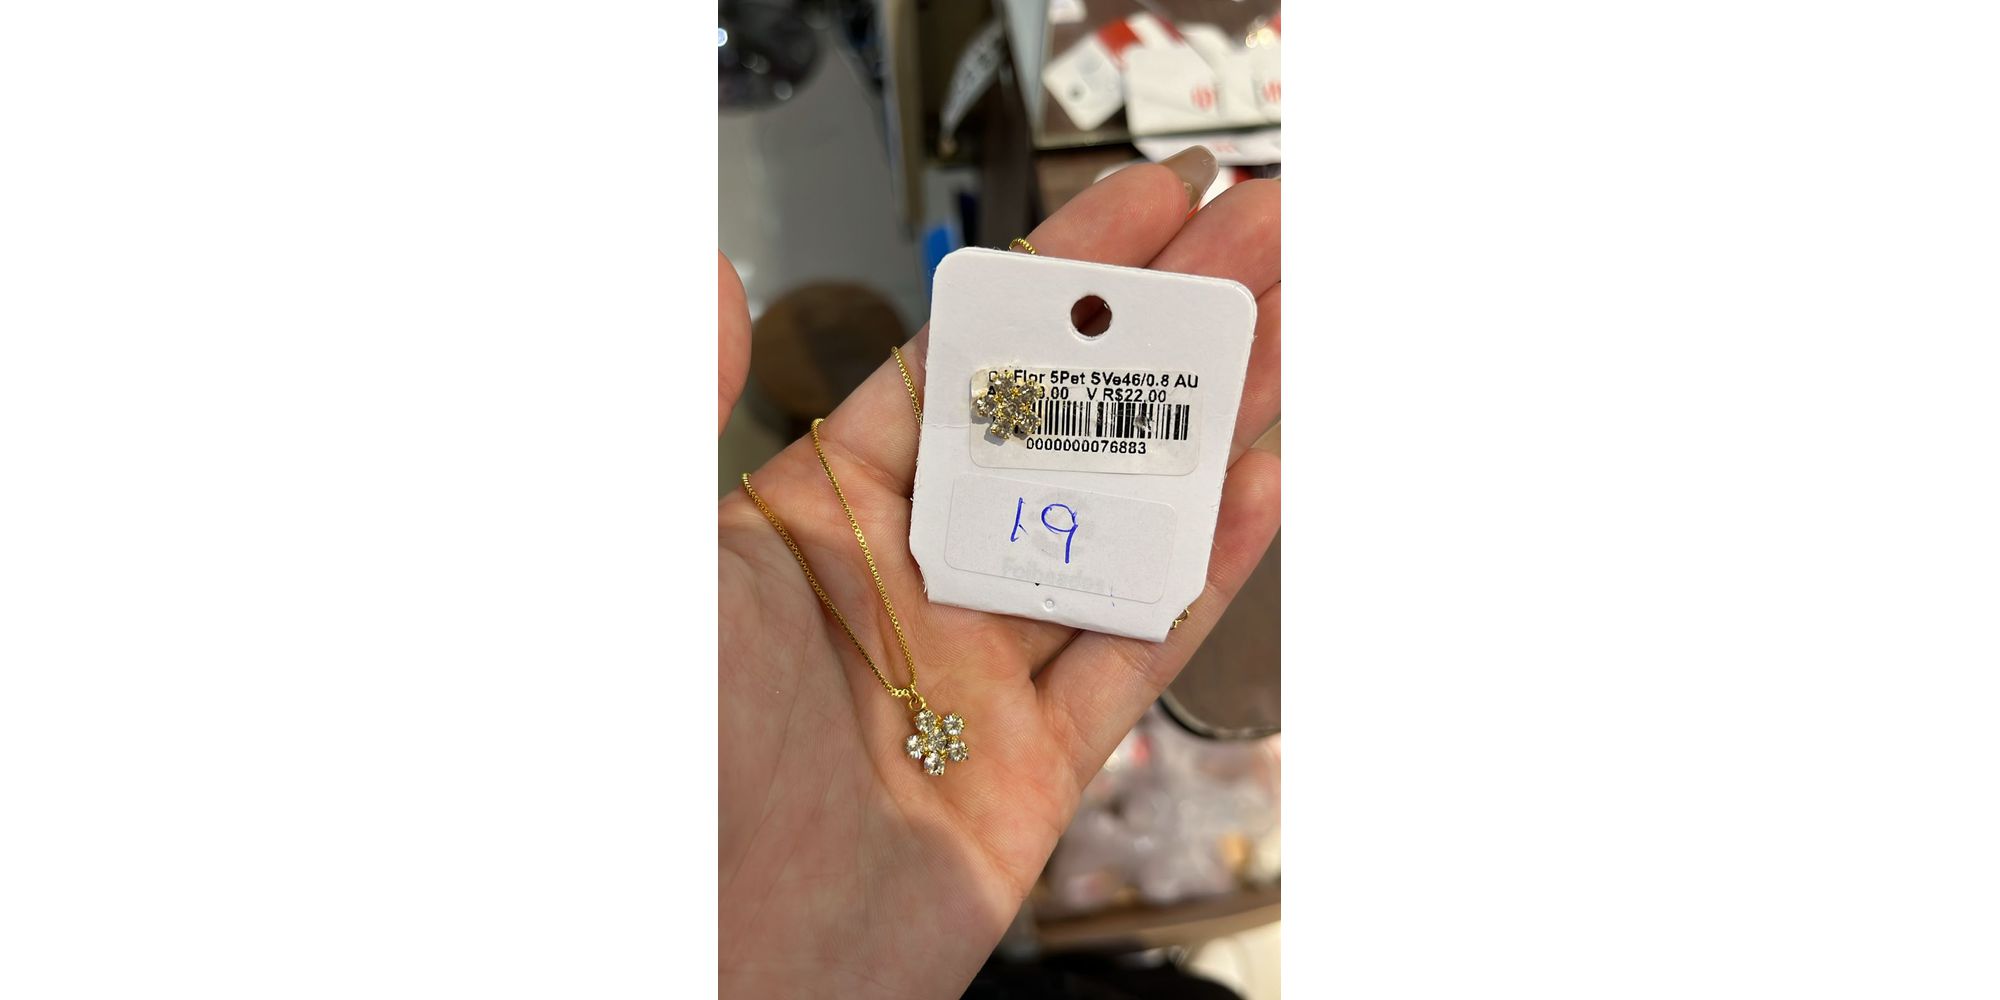 Flor 5Pet SVe46/0.8 AU
V R$22.00
0000000076883
19